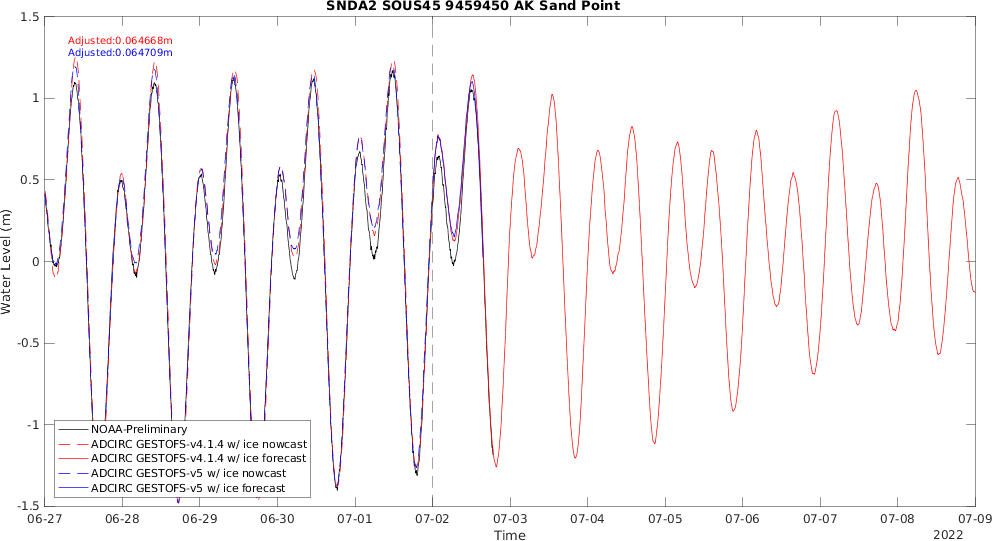 SNDA2 SOUS45 9459450 AK Sand Point
Adjusted:0.064668m
Adjusted:0.064709m
1.5
1
0.5
0
-0.5
-1
-1.5
Water Level (m)
NOAA-Preliminary
ADCIRC GESTOFS-v4.1.4 w/ ice nowcast
ADCIRC GESTOFS-v4.1.4 w/ ice forecast
ADCIRC GESTOFS-v5 w/ ice nowcast
ADCIRC GESTOFS-v5 w/ ice forecast
06-27 06-28 06-29 06-30 07-01 07-02 07-03 07-04 07-05 07-06 07-07 07-08 07-09
Time
2022